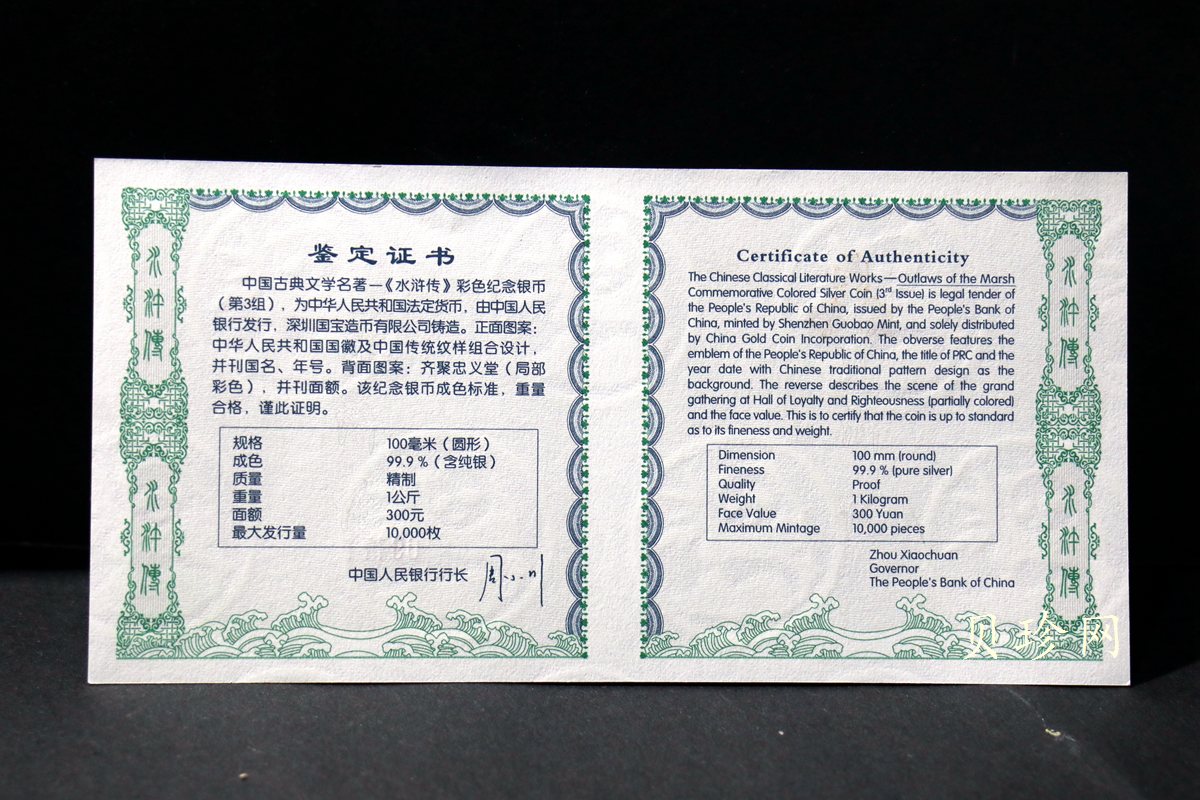 鉴定证书
中国古典文学名著—《水浒传》彩色纪念银币
（第3组），为中华人民共和国法定货币，由中国人民
银行发行，深圳国宝造币有限公司铸造。正面图案：
中华人民共和国国徽及中国传统纹样组合设计，
并刊国名、年号。背面图案：齐聚忠义堂（局部
彩色），并刊面额。该纪念银币成色标准，重量
合格，谨此证明。
规格 100毫米（圆形）
成色 99.9％（含纯银）
质量 精制
重量 1公斤
面额 300元
最大发行量 10,000枚
中国人民银行行长 周小川
水浒傳
水浒傳
Certificate of Authenticity
The Chinese Classical Literature Works—Outlaws of the Marsh
Commemorative Colored Silver Coin (3rd Issue) is legal tender of
the People's Republic of China, issued by the People's Bank of
China, minted by Shenzhen Guobao Mint, and solely distributed
by China Gold Coin Incorporation. The obverse features the
emblem of the People's Republic of China, the title of PRC and the
year date with Chinese traditional pattern design as the
background. The reverse describes the scene of the grand
gathering at Hall of Loyalty and Righteousness (partially colored)
and the face value. This is to certify that the coin is up to standard
as to its fineness and weight.
Dimension 100 mm (round)
Fineness 99.9 % (pure silver)
Quality Proof
Weight 1 Kilogram
Face Value 300 Yuan
Maximum Mintage 10,000 pieces
Zhou Xiaochuan
Governor
The People's Bank of China
水浒傳
水浒傳
贝珍网